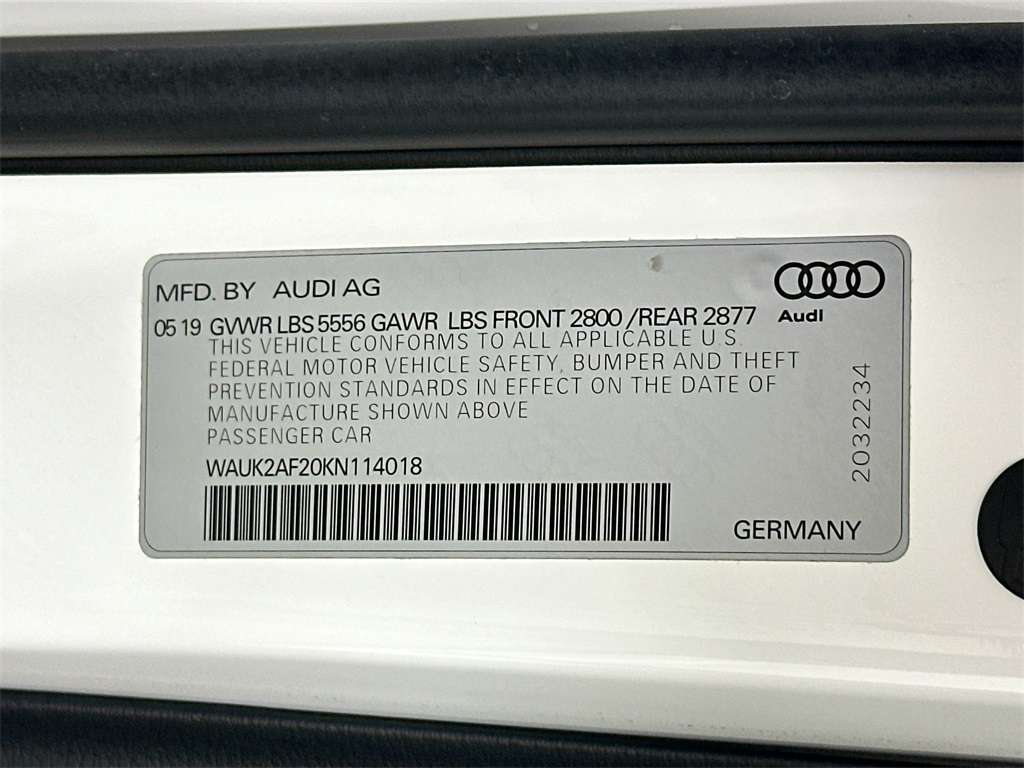 MFD. BY AUDI AG
Audi
05 19 GVWR LBS 5556 GAWR LBS FRONT 2800 /REAR 2877
THIS VEHICLE CONFORMS TO ALL APPLICABLE U.S.
FEDERAL MOTOR VEHICLE SAFETY, BUMPER AND THEFT
PREVENTION STANDARDS IN EFFECT ON THE DATE OF
MANUFACTURE SHOWN ABOVE
PASSENGER CAR
WAUK2AF20KN114018
2032234
GERMANY